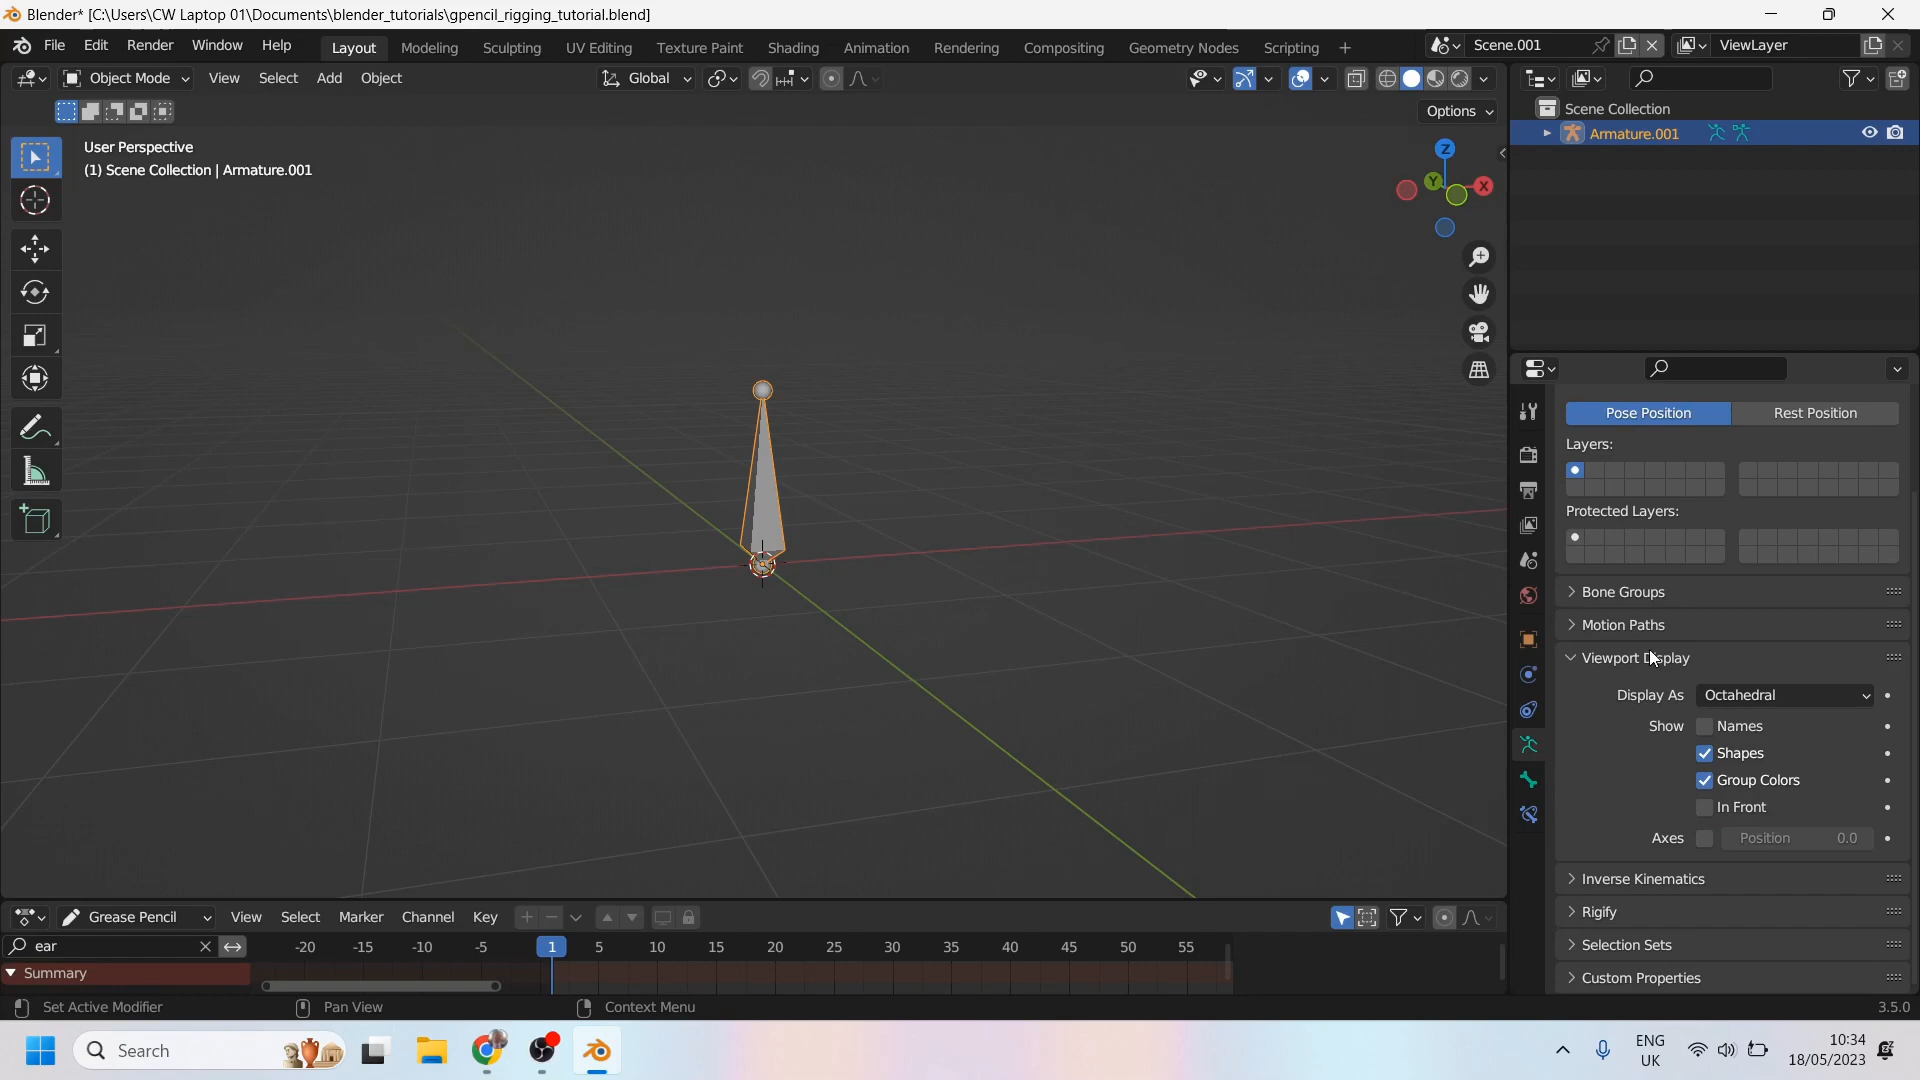 Blender* [C:\Users\CW Laptop 01\Documents\blender_tutorials\gpencil_rigging_tutorial.blend]
File Edit Render Window Help Layout Modeling Sculpting UV Editing Texture Paint Shading Animation Rendering Compositing Geometry Nodes Scripting + Scene.001 ViewLayer
Object Mode View Select Add Object Global
Options
User Perspective
(1) Scene Collection | Armature.001
Z
Y
X
Scene Collection
Armature.001
Pose Position Rest Position
Layers:
Protected Layers:
Bone Groups
Motion Paths
Viewport Display
Display As Octahedral
Show Names
Shapes
Group Colors
In Front
Axes Position 0.0
Inverse Kinematics
Rigify
Selection Sets
Custom Properties
Grease Pencil View Select Marker Channel Key
ear -20 -15 -10 -5 1 5 10 15 20 25 30 35 40 45 50 55
Summary
Set Active Modifier Pan View Context Menu 3.5.0
Search
ENG
UK
10:34
18/05/2023